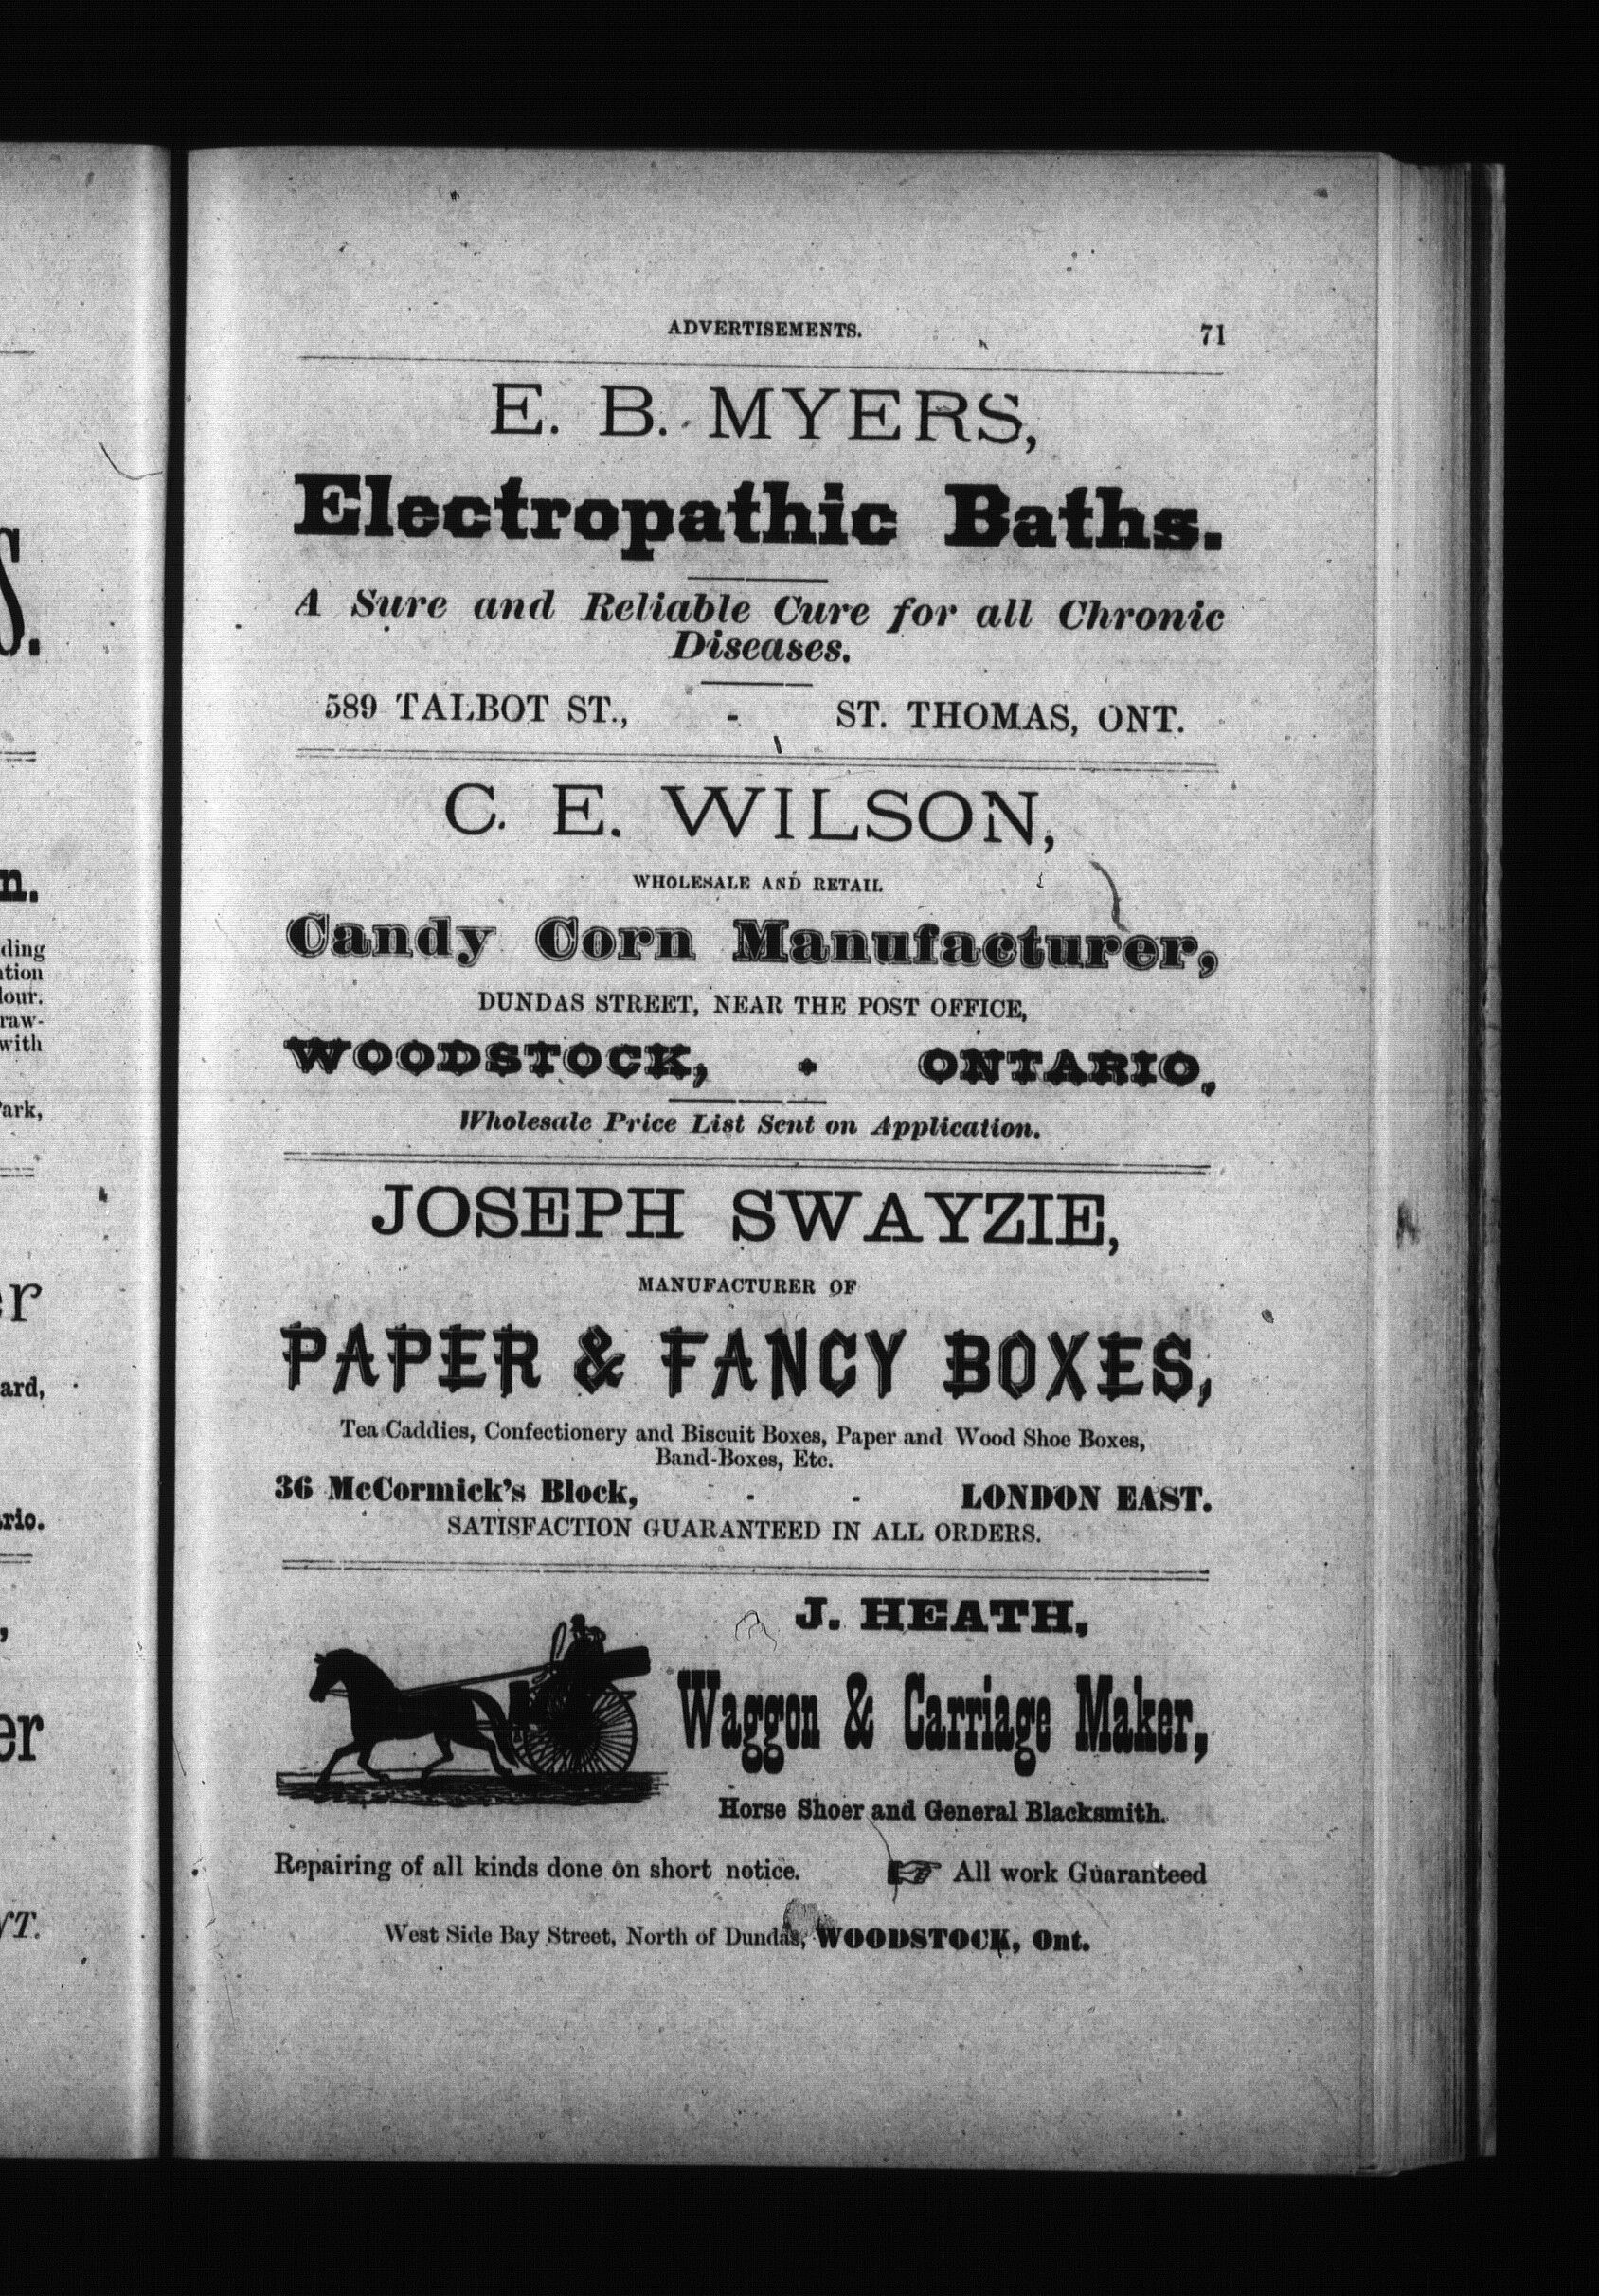 ADVERTISEMENTS. 71
E. B. MYERS,
Electropathic Baths.
A Sure and Reliable Cure for all Chronic
Diseases.
589 TALBOT ST., - ST. THOMAS, ONT.
C. E. WILSON,
WHOLESALE AND RETAIL
Candy Corn Manufacturer,
DUNDAS STREET, NEAR THE POST OFFICE,
WOODSTOCK, - ONTARIO.
Wholesale Price List Sent on Application.
JOSEPH SWAYZIE,
MANUFACTURER OF
PAPER & FANCY BOXES,
Tea Caddies, Confectionery and Biscuit Boxes, Paper and Wood Shoe Boxes,
Band-Boxes, Etc.
36 McCormick's Block, - - LONDON EAST.
SATISFACTION GUARANTEED IN ALL ORDERS.
J. HEATH,
Waggon & Carriage Maker,
Horse Shoer and General Blacksmith.
Repairing of all kinds done on short notice. ☞ All work Guaranteed
West Side Bay Street, North of Dundas, WOODSTOCK, Ont.